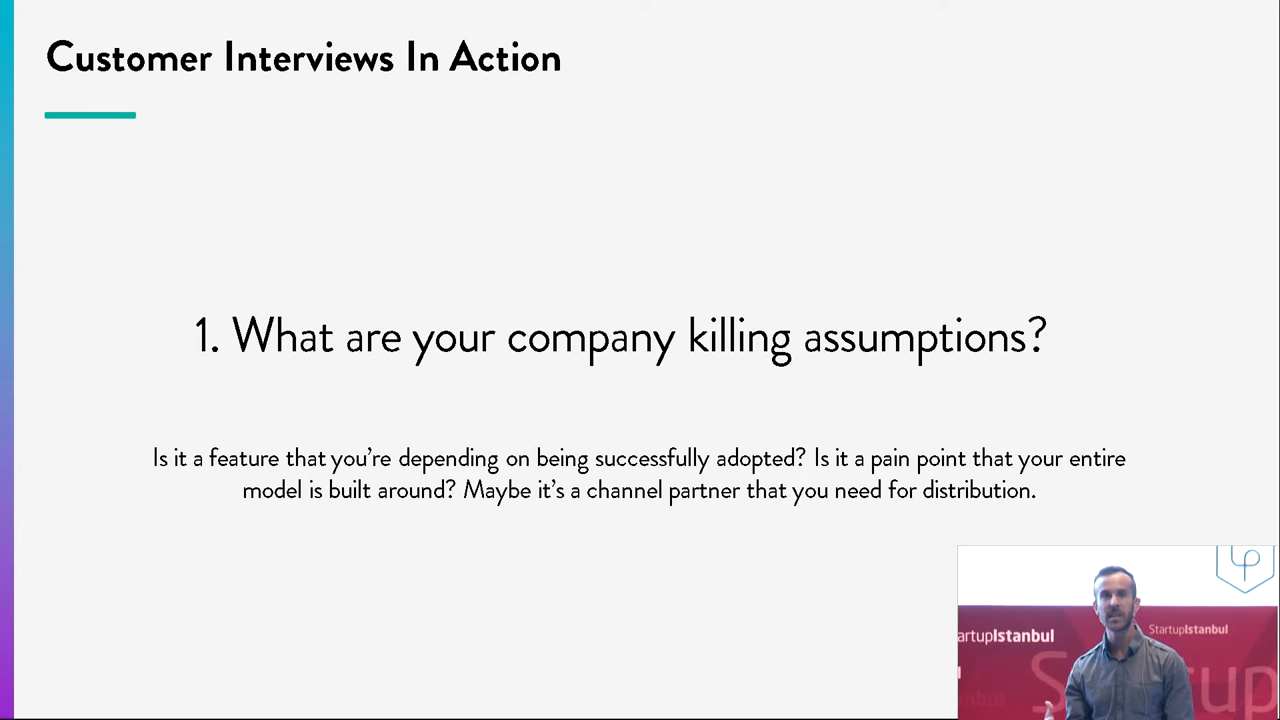 Customer Interviews In Action
1. What are your company killing assumptions?
Is it a feature that you're depending on being successfully adopted? Is it a pain point that your entire
model is built around? Maybe it's a channel partner that you need for distribution.
artupIstanbul
StartupIstanbul